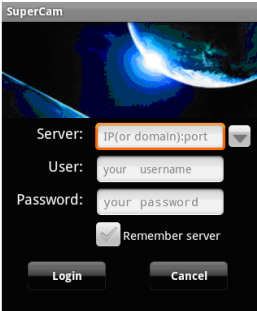 SuperCam
Server: IP(or domain):port
User: your username
Password: your password
Remember server
Login Cancel